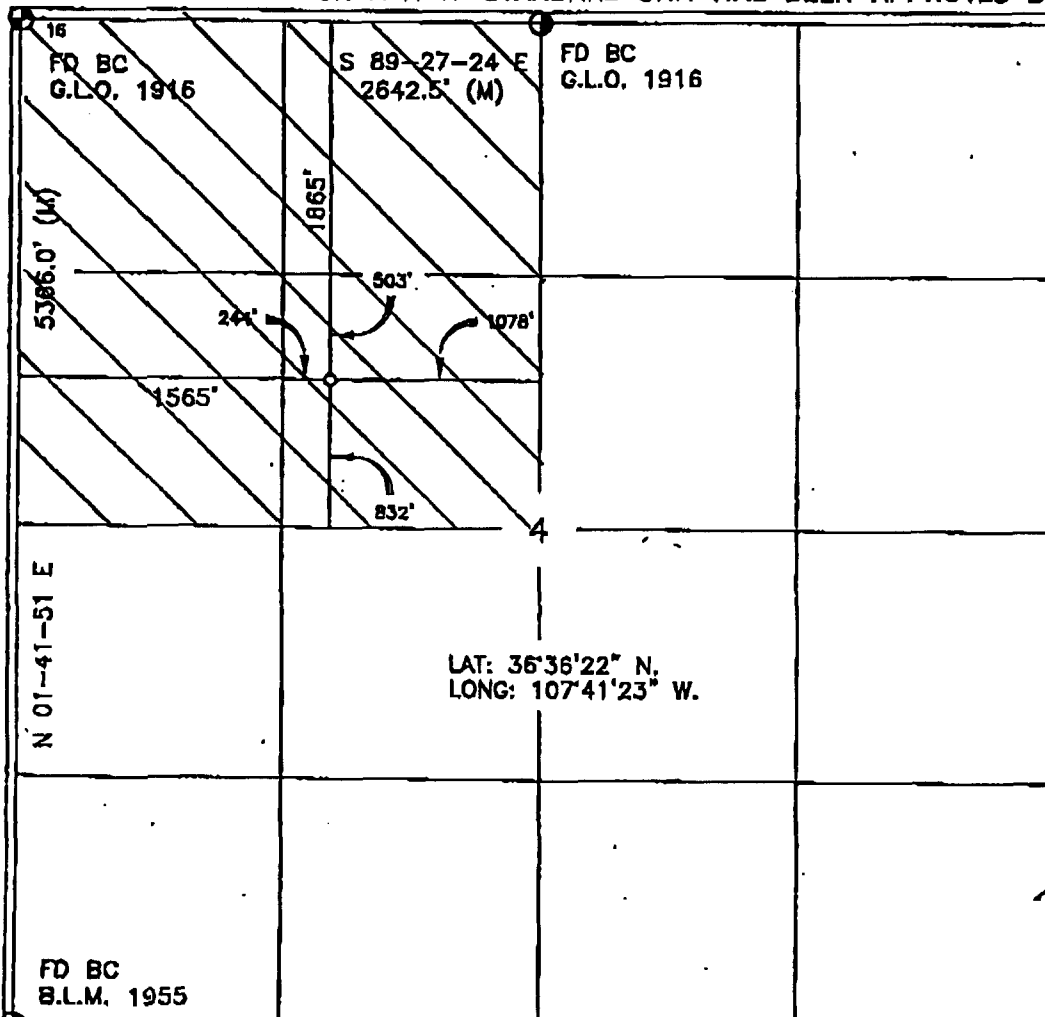 16
FD BC
G.L.O. 1916
S 89-27-24 E
2642.5' (M)
FD BC
G.L.O. 1916
1865'
5386.0' (M)
503'
244'
1078'
1565'
832'
4
N 01-41-51 E
LAT: 36°36'22" N.
LONG: 107°41'23" W.
FD BC
B.L.M. 1955